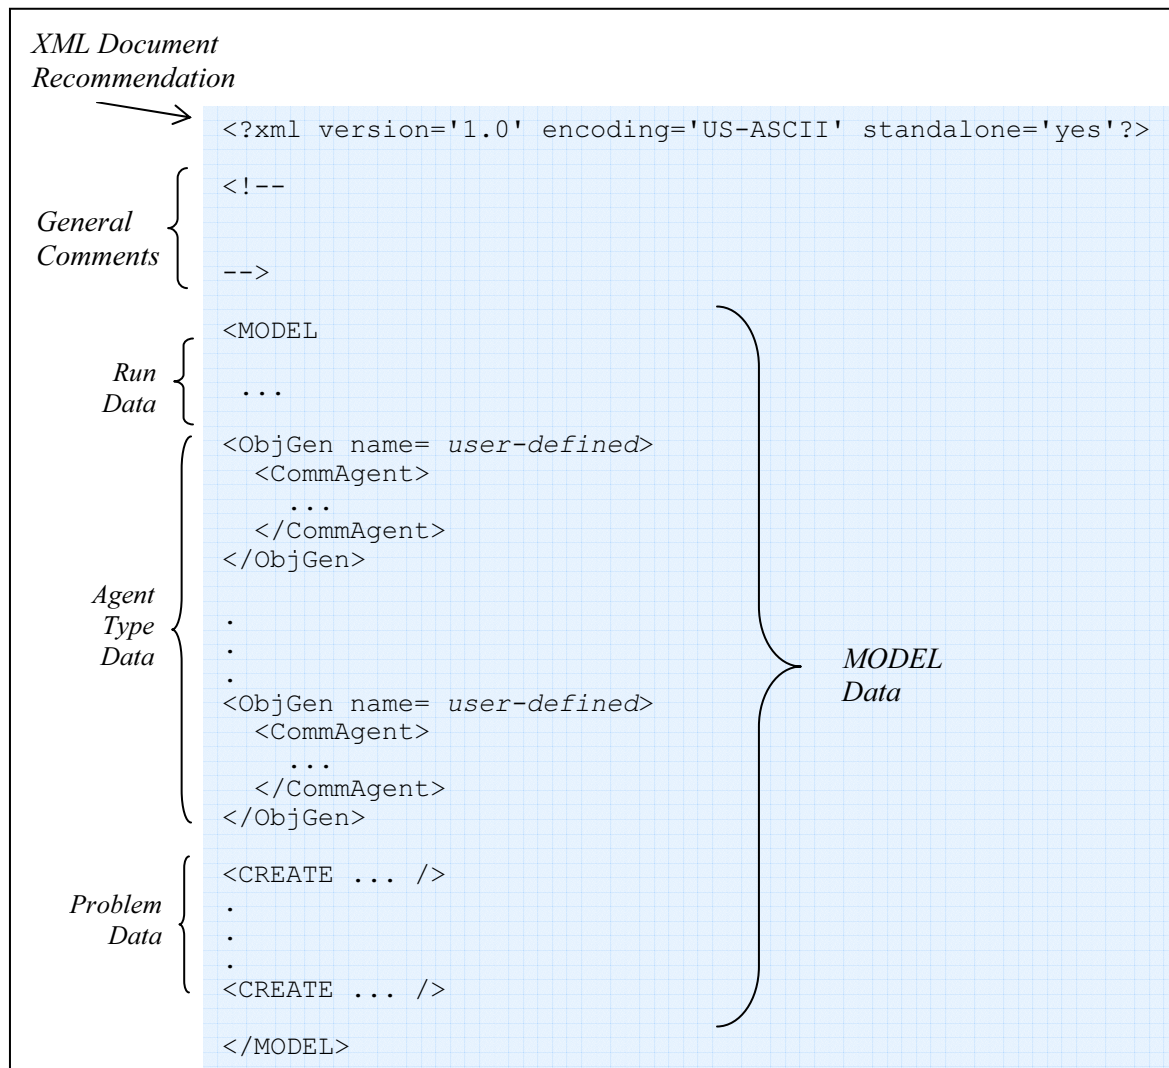 XML Document
Recommendation
<?xml version='1.0' encoding='US-ASCII' standalone='yes'?>
<!--
General
Comments
-->
<MODEL
Run
Data
...
<ObjGen name= user-defined>
<CommAgent>
...
</CommAgent>
</ObjGen>
Agent
Type
Data
.
.
.
<ObjGen name= user-defined>
<CommAgent>
...
</CommAgent>
</ObjGen>
MODEL
Data
<CREATE ... />
Problem
Data
.
.
.
<CREATE ... />
</MODEL>